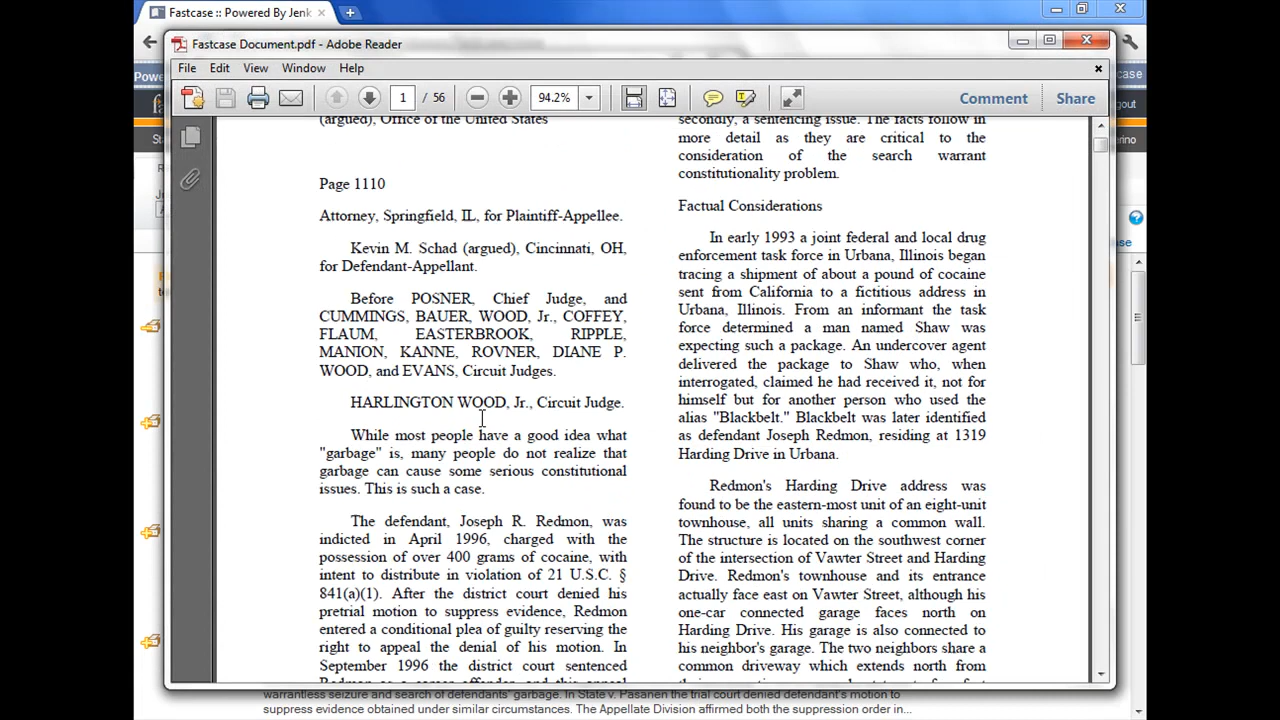 Fastcase :: Powered By Jenk
Fastcase Document.pdf - Adobe Reader
File Edit View Window Help
1 / 56
94.2%
Comment Share
(argued), Office of the United States
Page 1110
Attorney, Springfield, IL, for Plaintiff-Appellee.
Kevin M. Schad (argued), Cincinnati, OH,
for Defendant-Appellant.
Before POSNER, Chief Judge, and
CUMMINGS, BAUER, WOOD, Jr., COFFEY,
FLAUM, EASTERBROOK, RIPPLE,
MANION, KANNE, ROVNER, DIANE P.
WOOD, and EVANS, Circuit Judges.
HARLINGTON WOOD, Jr., Circuit Judge.
While most people have a good idea what
"garbage" is, many people do not realize that
garbage can cause some serious constitutional
issues. This is such a case.
The defendant, Joseph R. Redmon, was
indicted in April 1996, charged with the
possession of over 400 grams of cocaine, with
intent to distribute in violation of 21 U.S.C. §
841(a)(1). After the district court denied his
pretrial motion to suppress evidence, Redmon
entered a conditional plea of guilty reserving the
right to appeal the denial of his motion. In
September 1996 the district court sentenced
secondly, a sentencing issue. The facts follow in
more detail as they are critical to the
consideration of the search warrant
constitutionality problem.
Factual Considerations
In early 1993 a joint federal and local drug
enforcement task force in Urbana, Illinois began
tracing a shipment of about a pound of cocaine
sent from California to a fictitious address in
Urbana, Illinois. From an informant the task
force determined a man named Shaw was
expecting such a package. An undercover agent
delivered the package to Shaw who, when
interrogated, claimed he had received it, not for
himself but for another person who used the
alias "Blackbelt." Blackbelt was later identified
as defendant Joseph Redmon, residing at 1319
Harding Drive in Urbana.
Redmon's Harding Drive address was
found to be the eastern-most unit of an eight-unit
townhouse, all units sharing a common wall.
The structure is located on the southwest corner
of the intersection of Vawter Street and Harding
Drive. Redmon's townhouse and its entrance
actually face east on Vawter Street, although his
one-car connected garage faces north on
Harding Drive. His garage is also connected to
his neighbor's garage. The two neighbors share a
common driveway which extends north from
warrantless seizure and search of defendants' garbage. In State v. Pasanen the trial court denied defendant's motion to
suppress evidence obtained under similar circumstances. The Appellate Division affirmed both the suppression order in...